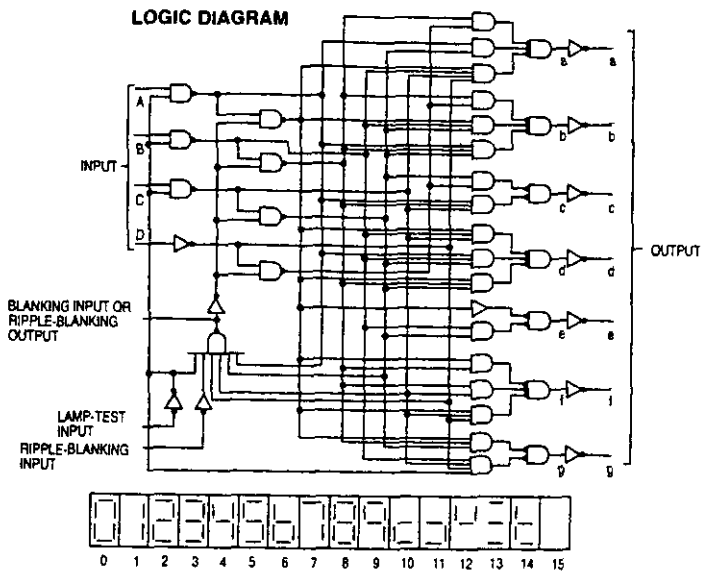 LOGIC DIAGRAM
A
B
INPUT
C
D
BLANKING INPUT OR
RIPPLE-BLANKING
OUTPUT
LAMP-TEST
INPUT
RIPPLE-BLANKING
INPUT
a a
b b
c c
d d
OUTPUT
e e
f f
g g
0 1 2 3 4 5 6 7 8 9 10 11 12 13 14 15